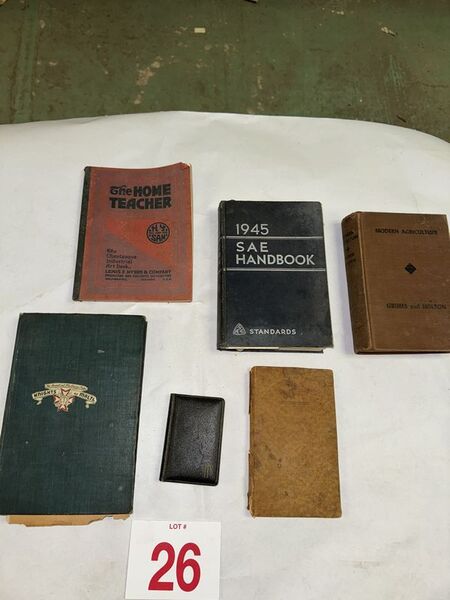 The HOME
TEACHER
The
Chautauqua
Industrial
Art Desk
LEWIS E. MYERS & COMPANY
1945
SAE
HANDBOOK
STANDARDS
MODERN AGRICULTURE
GRIMES and HOLTON
KNIGHTS OF MALTA
LOT #
26